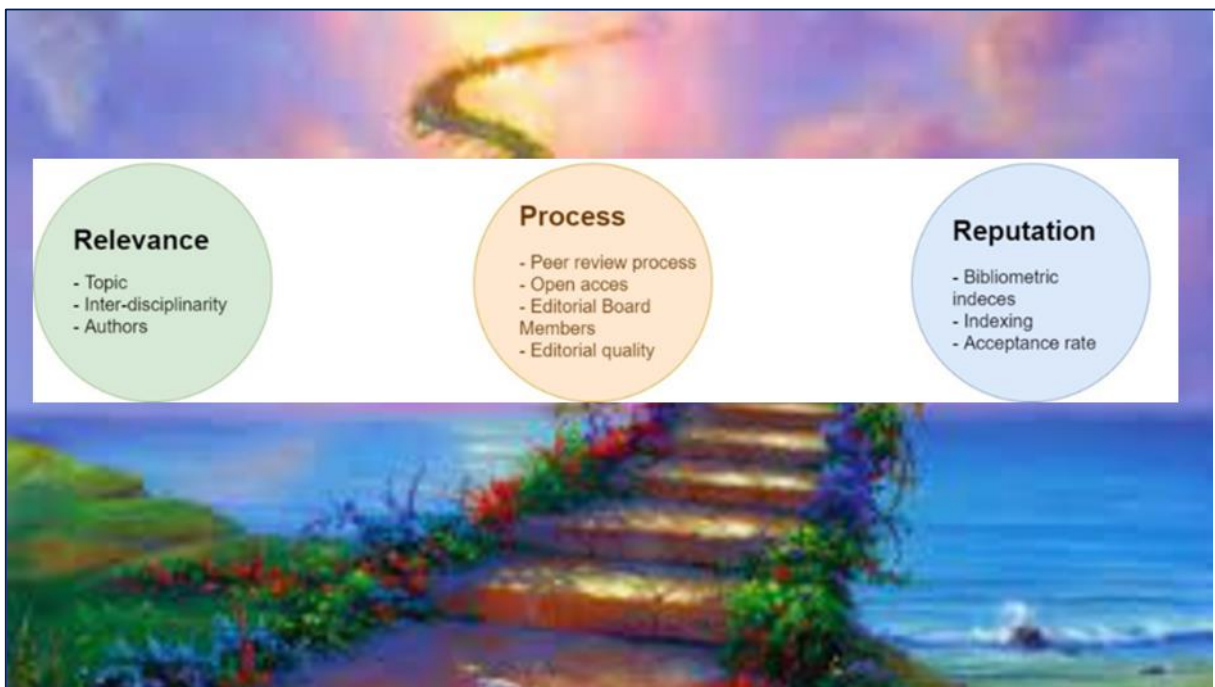 Relevance
- Topic
- Inter-disciplinarity
- Authors
Process
- Peer review process
- Open acces
- Editorial Board
Members
- Editorial quality
Reputation
- Bibliometric
indeces
- Indexing
- Acceptance rate